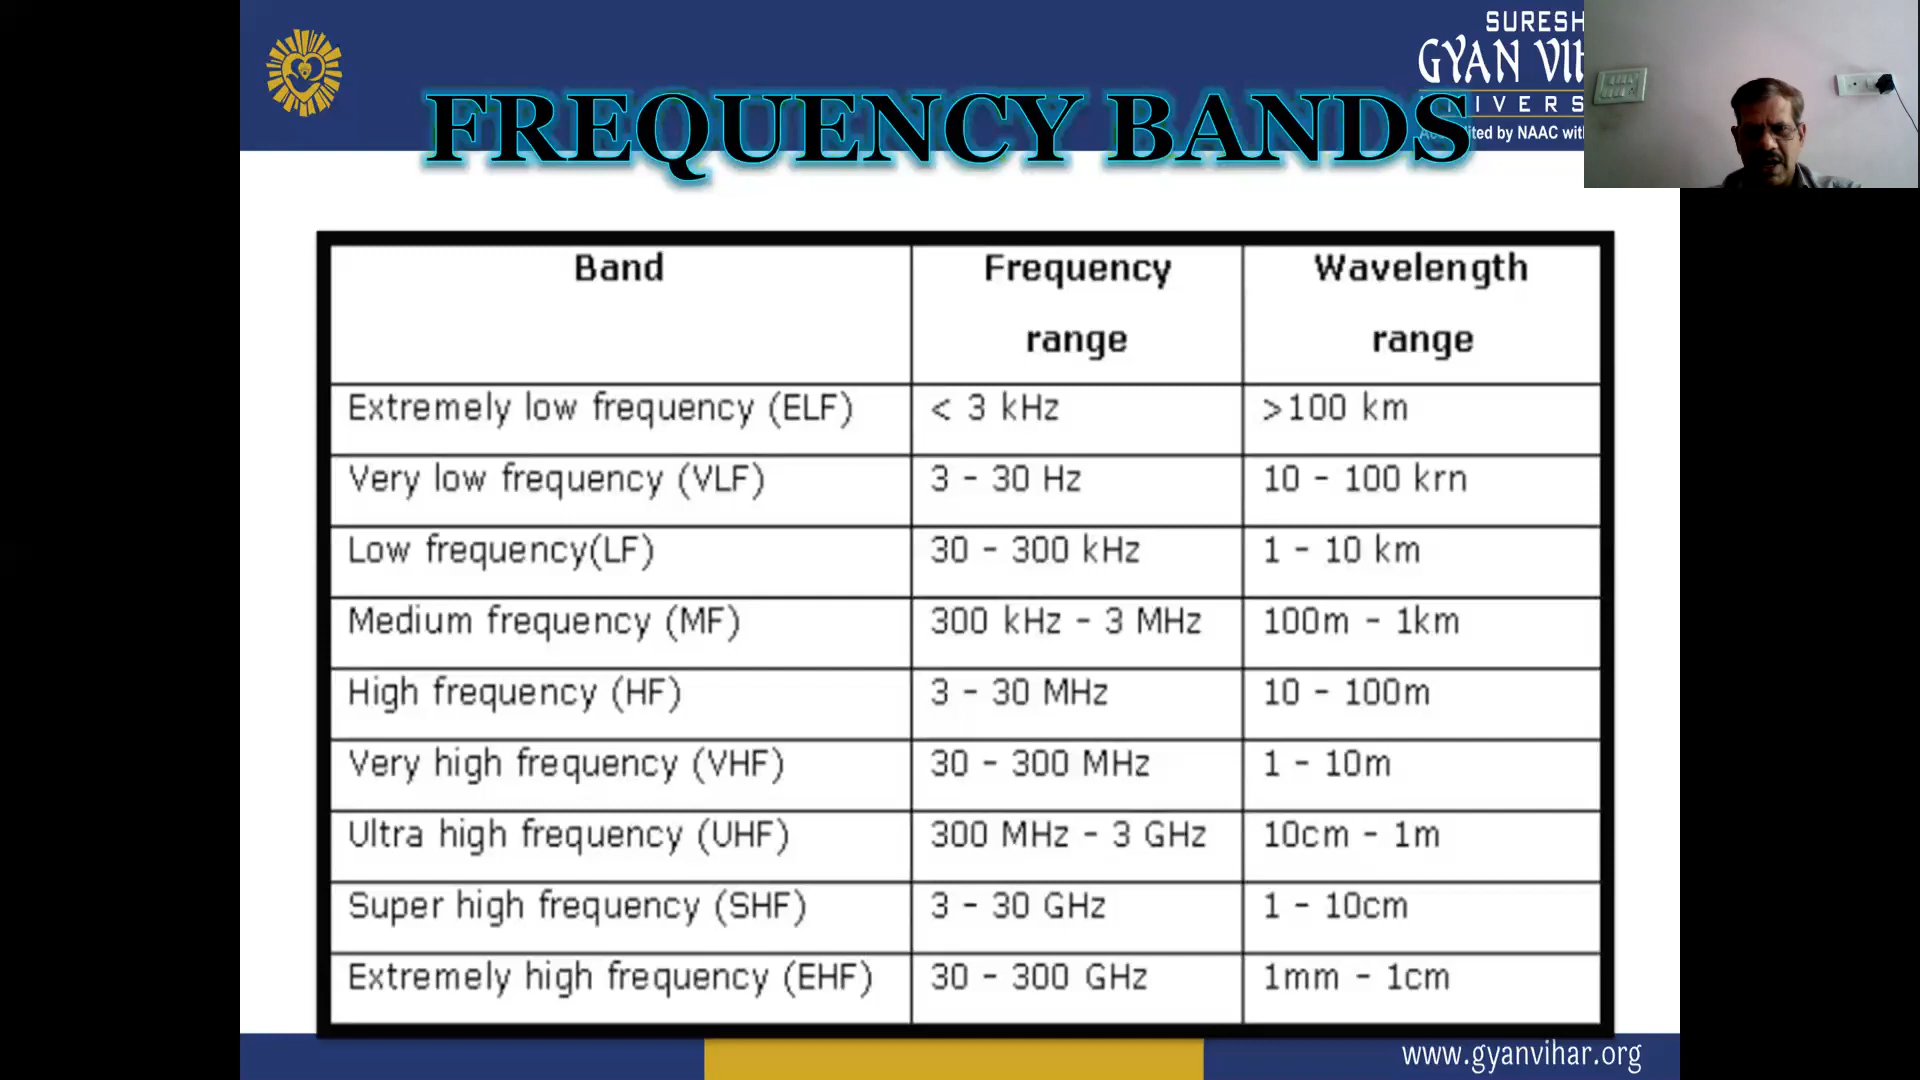 SURESH
GYAN VIH
NIVERS
Accredited by NAAC wit
FREQUENCY BANDS
Band Frequency range Wavelength range
Extremely low frequency (ELF) < 3 kHz >100 km
Very low frequency (VLF) 3 - 30 Hz 10 - 100 krn
Low frequency(LF) 30 - 300 kHz 1 - 10 km
Medium frequency (MF) 300 kHz - 3 MHz 100m - 1km
High frequency (HF) 3 - 30 MHz 10 - 100m
Very high frequency (VHF) 30 - 300 MHz 1 - 10m
Ultra high frequency (UHF) 300 MHz - 3 GHz 10cm - 1m
Super high frequency (SHF) 3 - 30 GHz 1 - 10cm
Extremely high frequency (EHF) 30 - 300 GHz 1mm - 1cm
www.gyanvihar.org